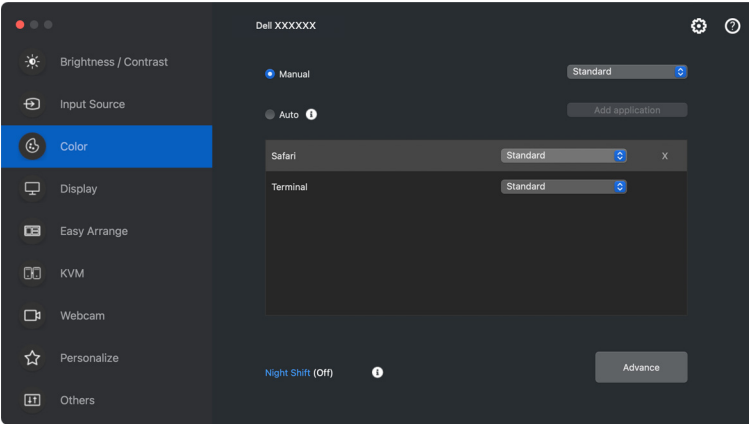 Dell XXXXXX
Brightness / Contrast
Input Source
Color
Display
Easy Arrange
KVM
Webcam
Personalize
Others
Manual
Standard
Auto
Add application
Safari Standard X
Terminal Standard
Night Shift (Off)
Advance